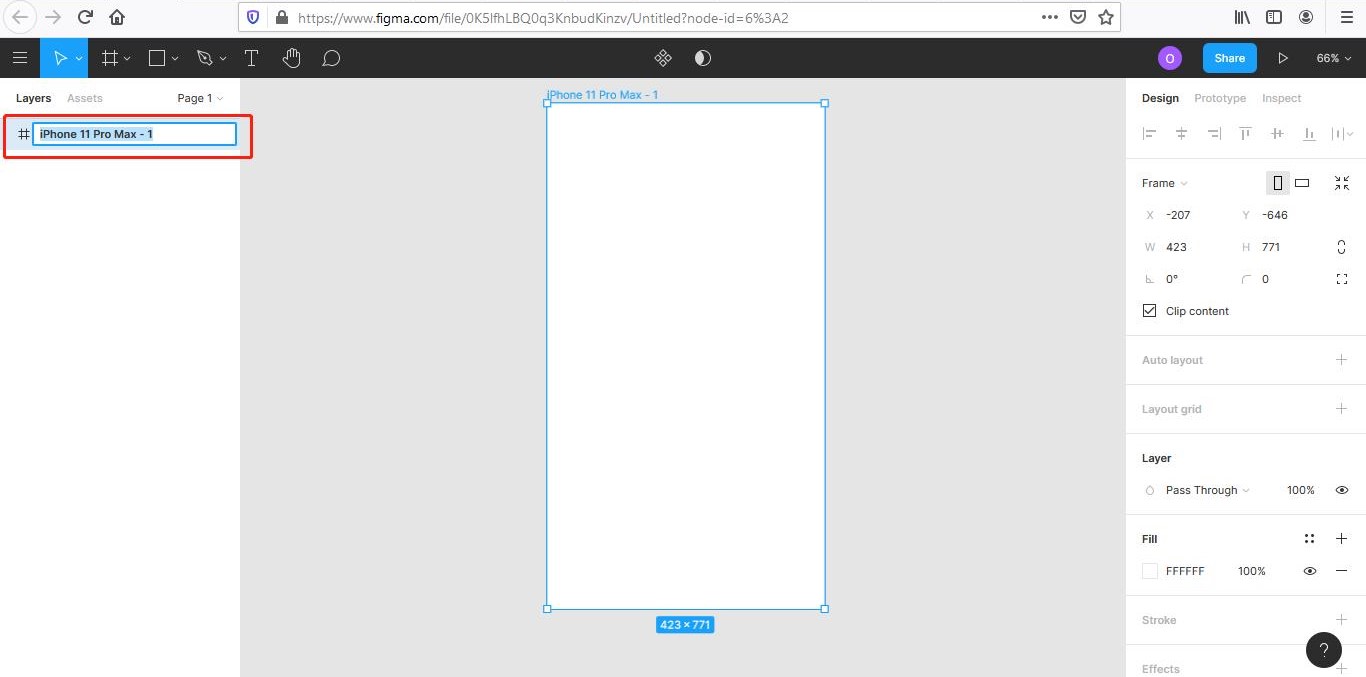 https://www.figma.com/file/0K5lfhLBQ0q3KnbudKinzv/Untitled?node-id=6%3A2
T
O
Share
66%
Layers
Assets
Page 1
iPhone 11 Pro Max - 1
iPhone 11 Pro Max - 1
423 × 771
Design
Prototype
Inspect
Frame
X -207
Y -646
W 423
H 771
0°
0
Clip content
Auto layout
Layout grid
Layer
Pass Through
100%
Fill
FFFFFF
100%
Stroke
Effects
?